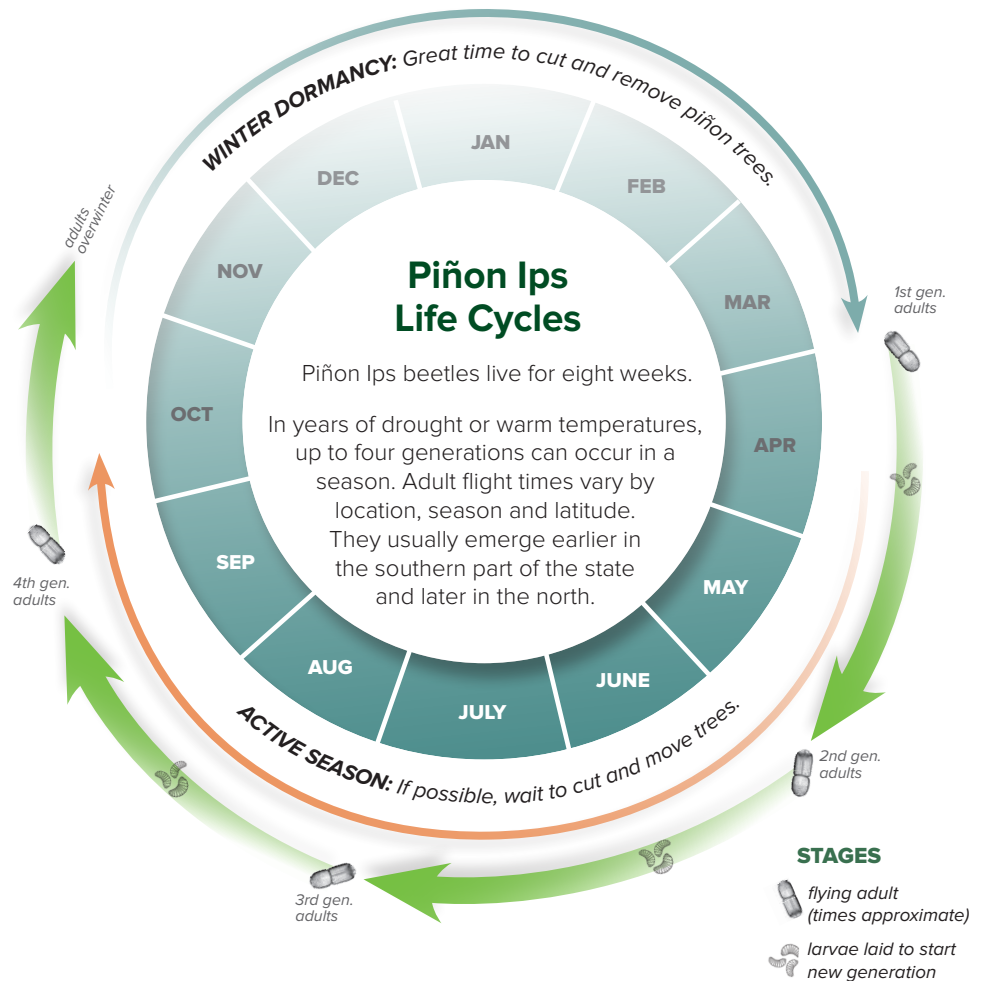 WINTER DORMANCY: Great time to cut and remove piñon trees.
JAN
FEB
MAR
APR
MAY
JUNE
JULY
AUG
SEP
OCT
NOV
DEC
Piñon Ips
Life Cycles
Piñon Ips beetles live for eight weeks.
In years of drought or warm temperatures,
up to four generations can occur in a
season. Adult flight times vary by
location, season and latitude.
They usually emerge earlier in
the southern part of the state
and later in the north.
ACTIVE SEASON: If possible, wait to cut and move trees.
1st gen.
adults
2nd gen.
adults
3rd gen.
adults
4th gen.
adults
adults
overwinter
STAGES
flying adult
(times approximate)
larvae laid to start
new generation